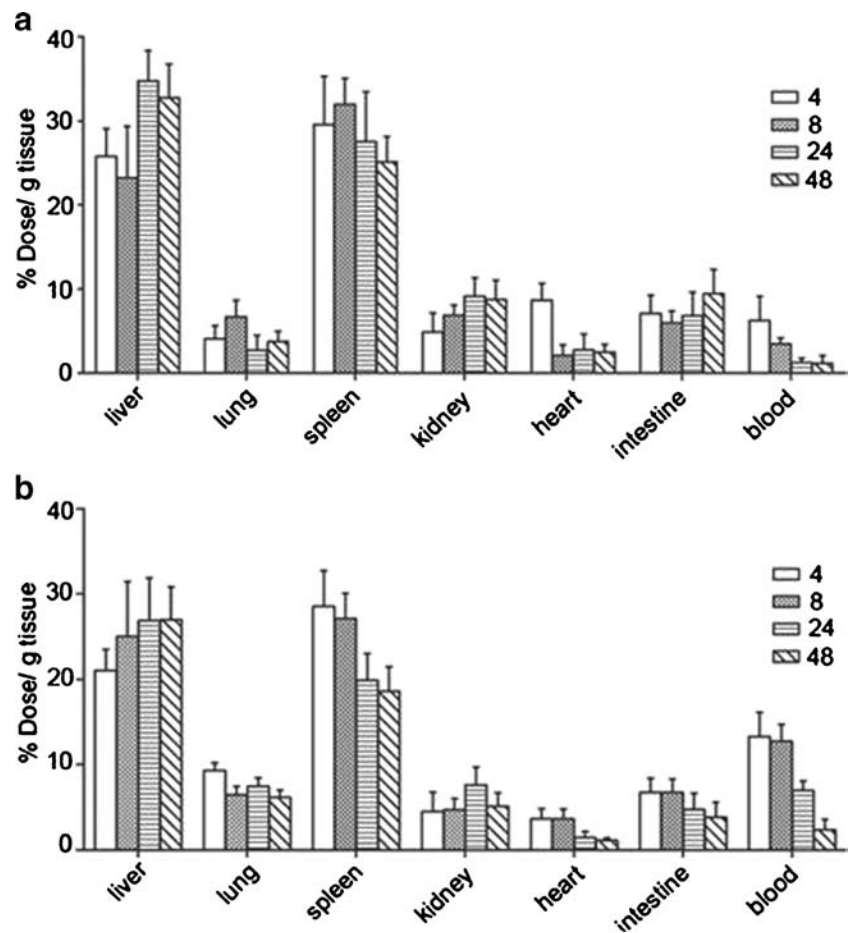 a
% Dose/ g tissue
40
30
20
10
0
4
8
24
48
liver
lung
spleen
kidney
heart
intestine
blood
b
% Dose/ g tissue
40
30
20
10
0
4
8
24
48
liver
lung
spleen
kidney
heart
intestine
blood